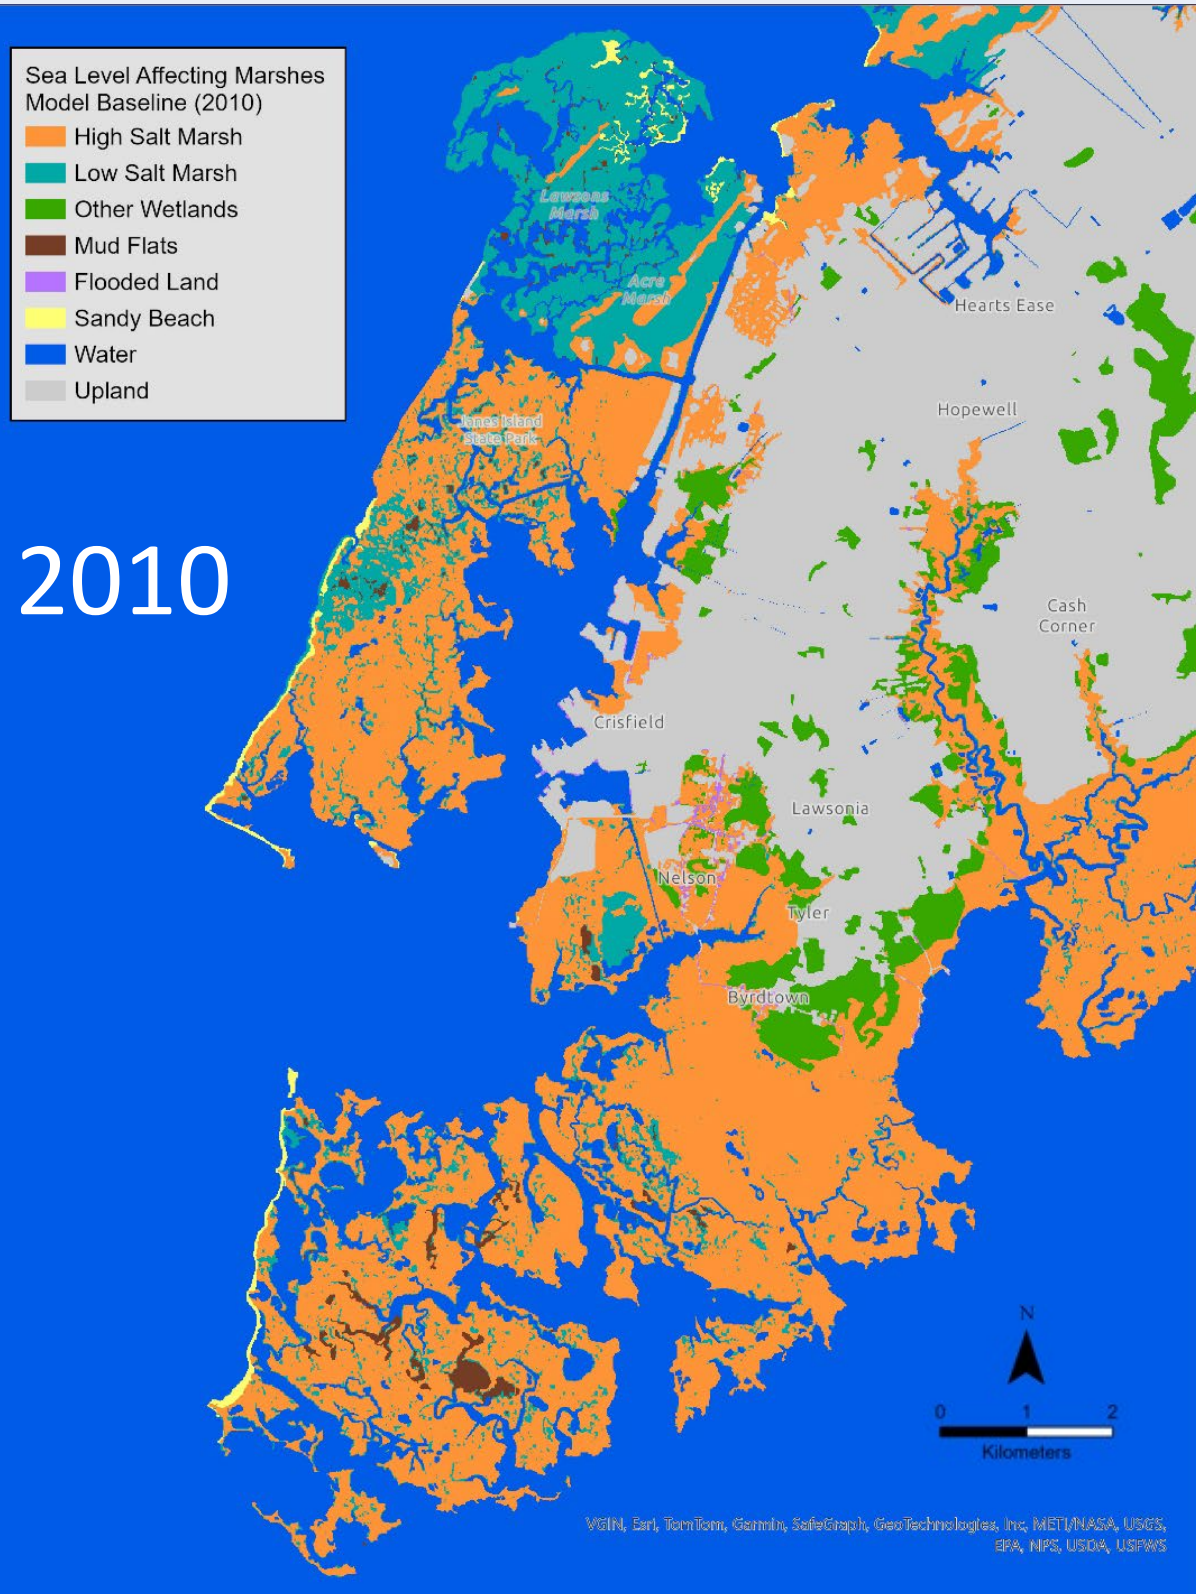 Sea Level Affecting Marshes
Model Baseline (2010)
High Salt Marsh
Low Salt Marsh
Other Wetlands
Mud Flats
Flooded Land
Sandy Beach
Water
Upland
Lawsons
Marsh
Acre
Marsh
Hearts Ease
Hopewell
Janes Island
State Park
2010
Cash
Corner
Crisfield
Lawsonia
Nelson
Tyler
Byrdtown
N
0 1 2
Kilometers
VGIN, Esri, TomTom, Garmin, SafeGraph, GeoTechnologies, Inc, METI/NASA, USGS,
EPA, NPS, USDA, USFWS